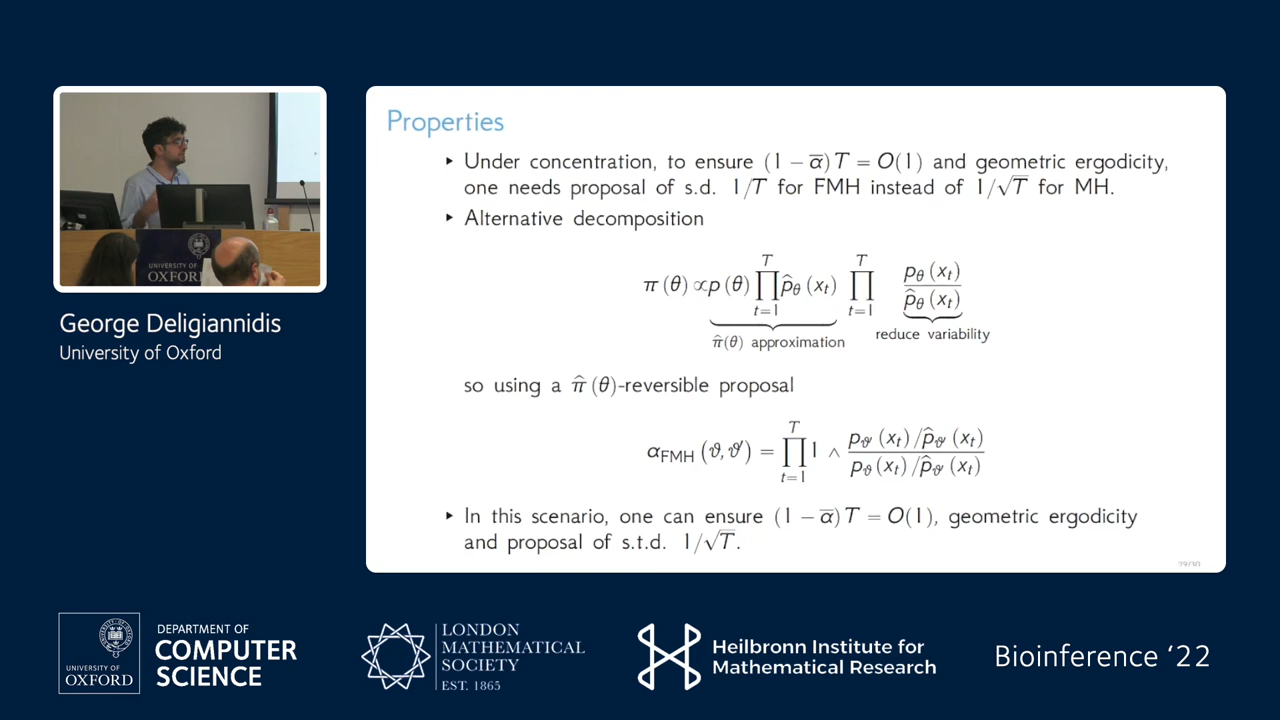 Properties
‣ Under concentration, to ensure (1 − α̅) T = O(1) and geometric ergodicity,
one needs proposal of s.d. 1/T for FMH instead of 1/√T for MH.
‣ Alternative decomposition
π (θ) ∝ p (θ) ∏_{t=1}^{T} p̂_θ (x_t) ∏_{t=1}^{T} p_θ (x_t) / p̂_θ (x_t)
π̂(θ) approximation
reduce variability
so using a π̂ (θ)-reversible proposal
α_FMH (ϑ, ϑ′) = ∏_{t=1}^{T} 1 ∧ p_ϑ′ (x_t) /p̂_ϑ′ (x_t) / p_ϑ (x_t) /p̂_ϑ′ (x_t)
‣ In this scenario, one can ensure (1 − α̅) T = O(1), geometric ergodicity
and proposal of s.t.d. 1/√T.
UNIVERSITY OF
OXFORD
George Deligiannidis
University of Oxford
UNIVERSITY OF
OXFORD
DEPARTMENT OF
COMPUTER
SCIENCE
LONDON
MATHEMATICAL
SOCIETY
EST. 1865
Heilbronn Institute for
Mathematical Research
Bioinference ‘22